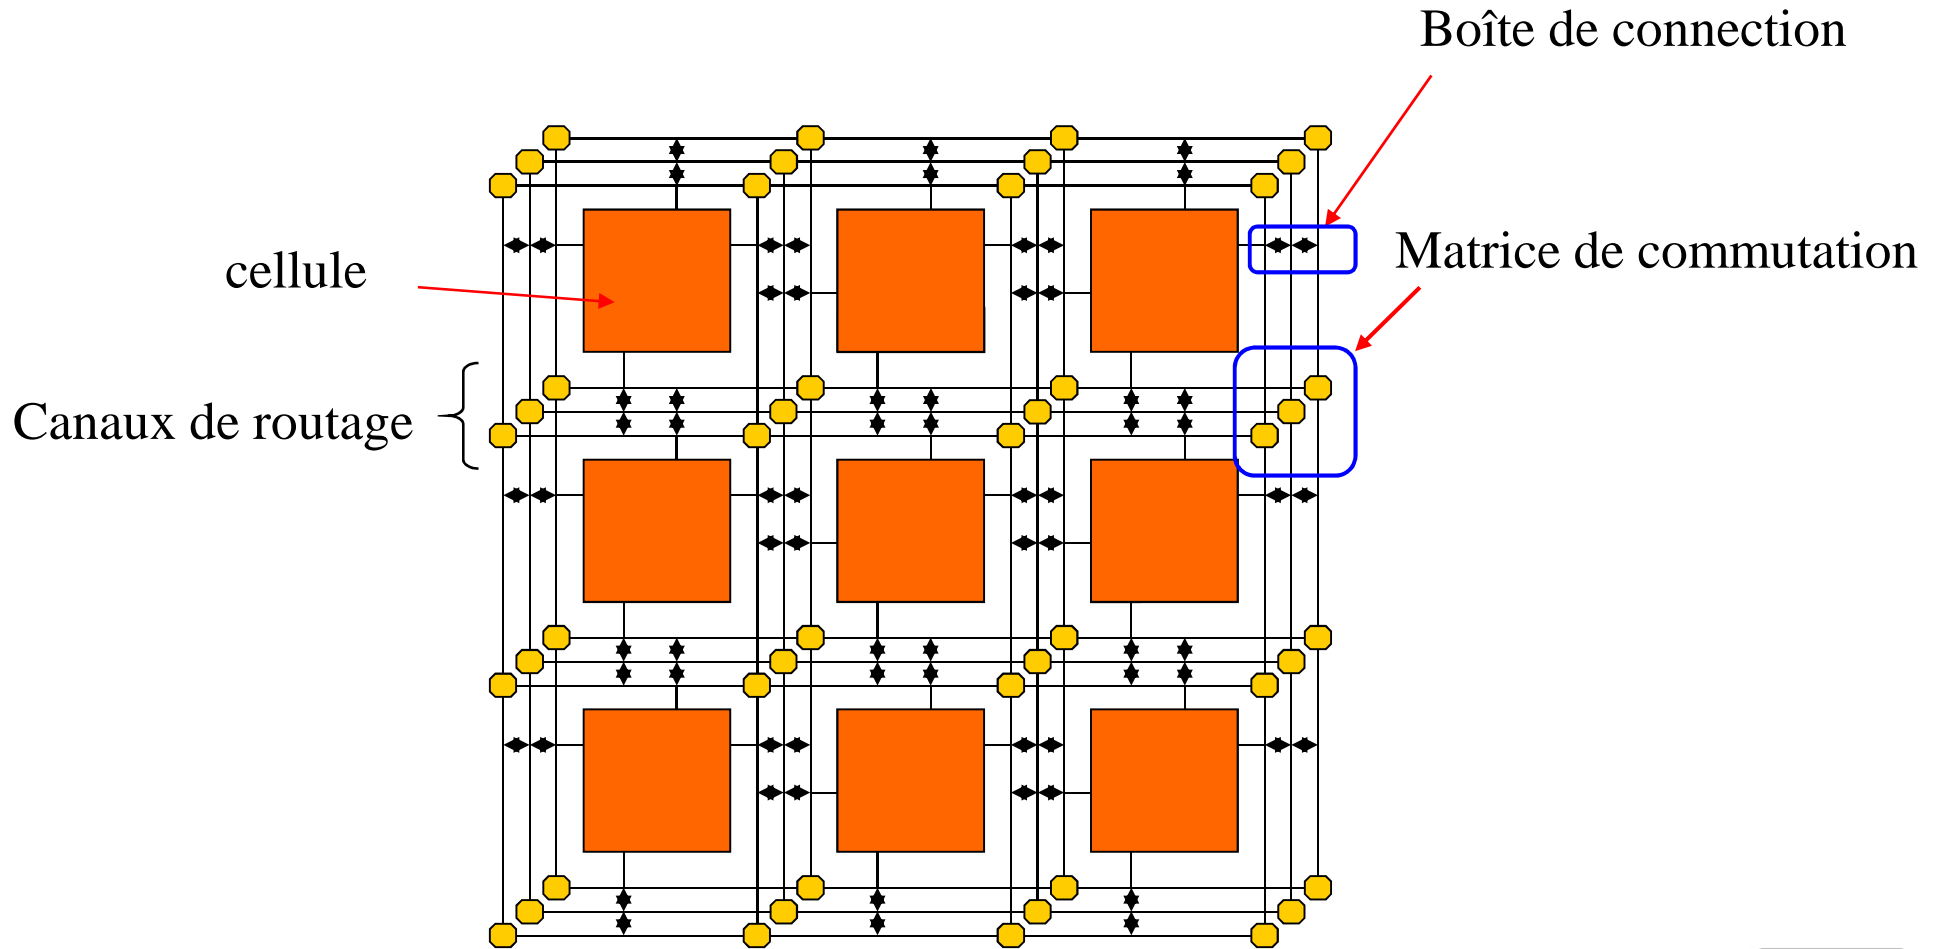 Boîte de connection
Matrice de commutation
cellule
Canaux de routage